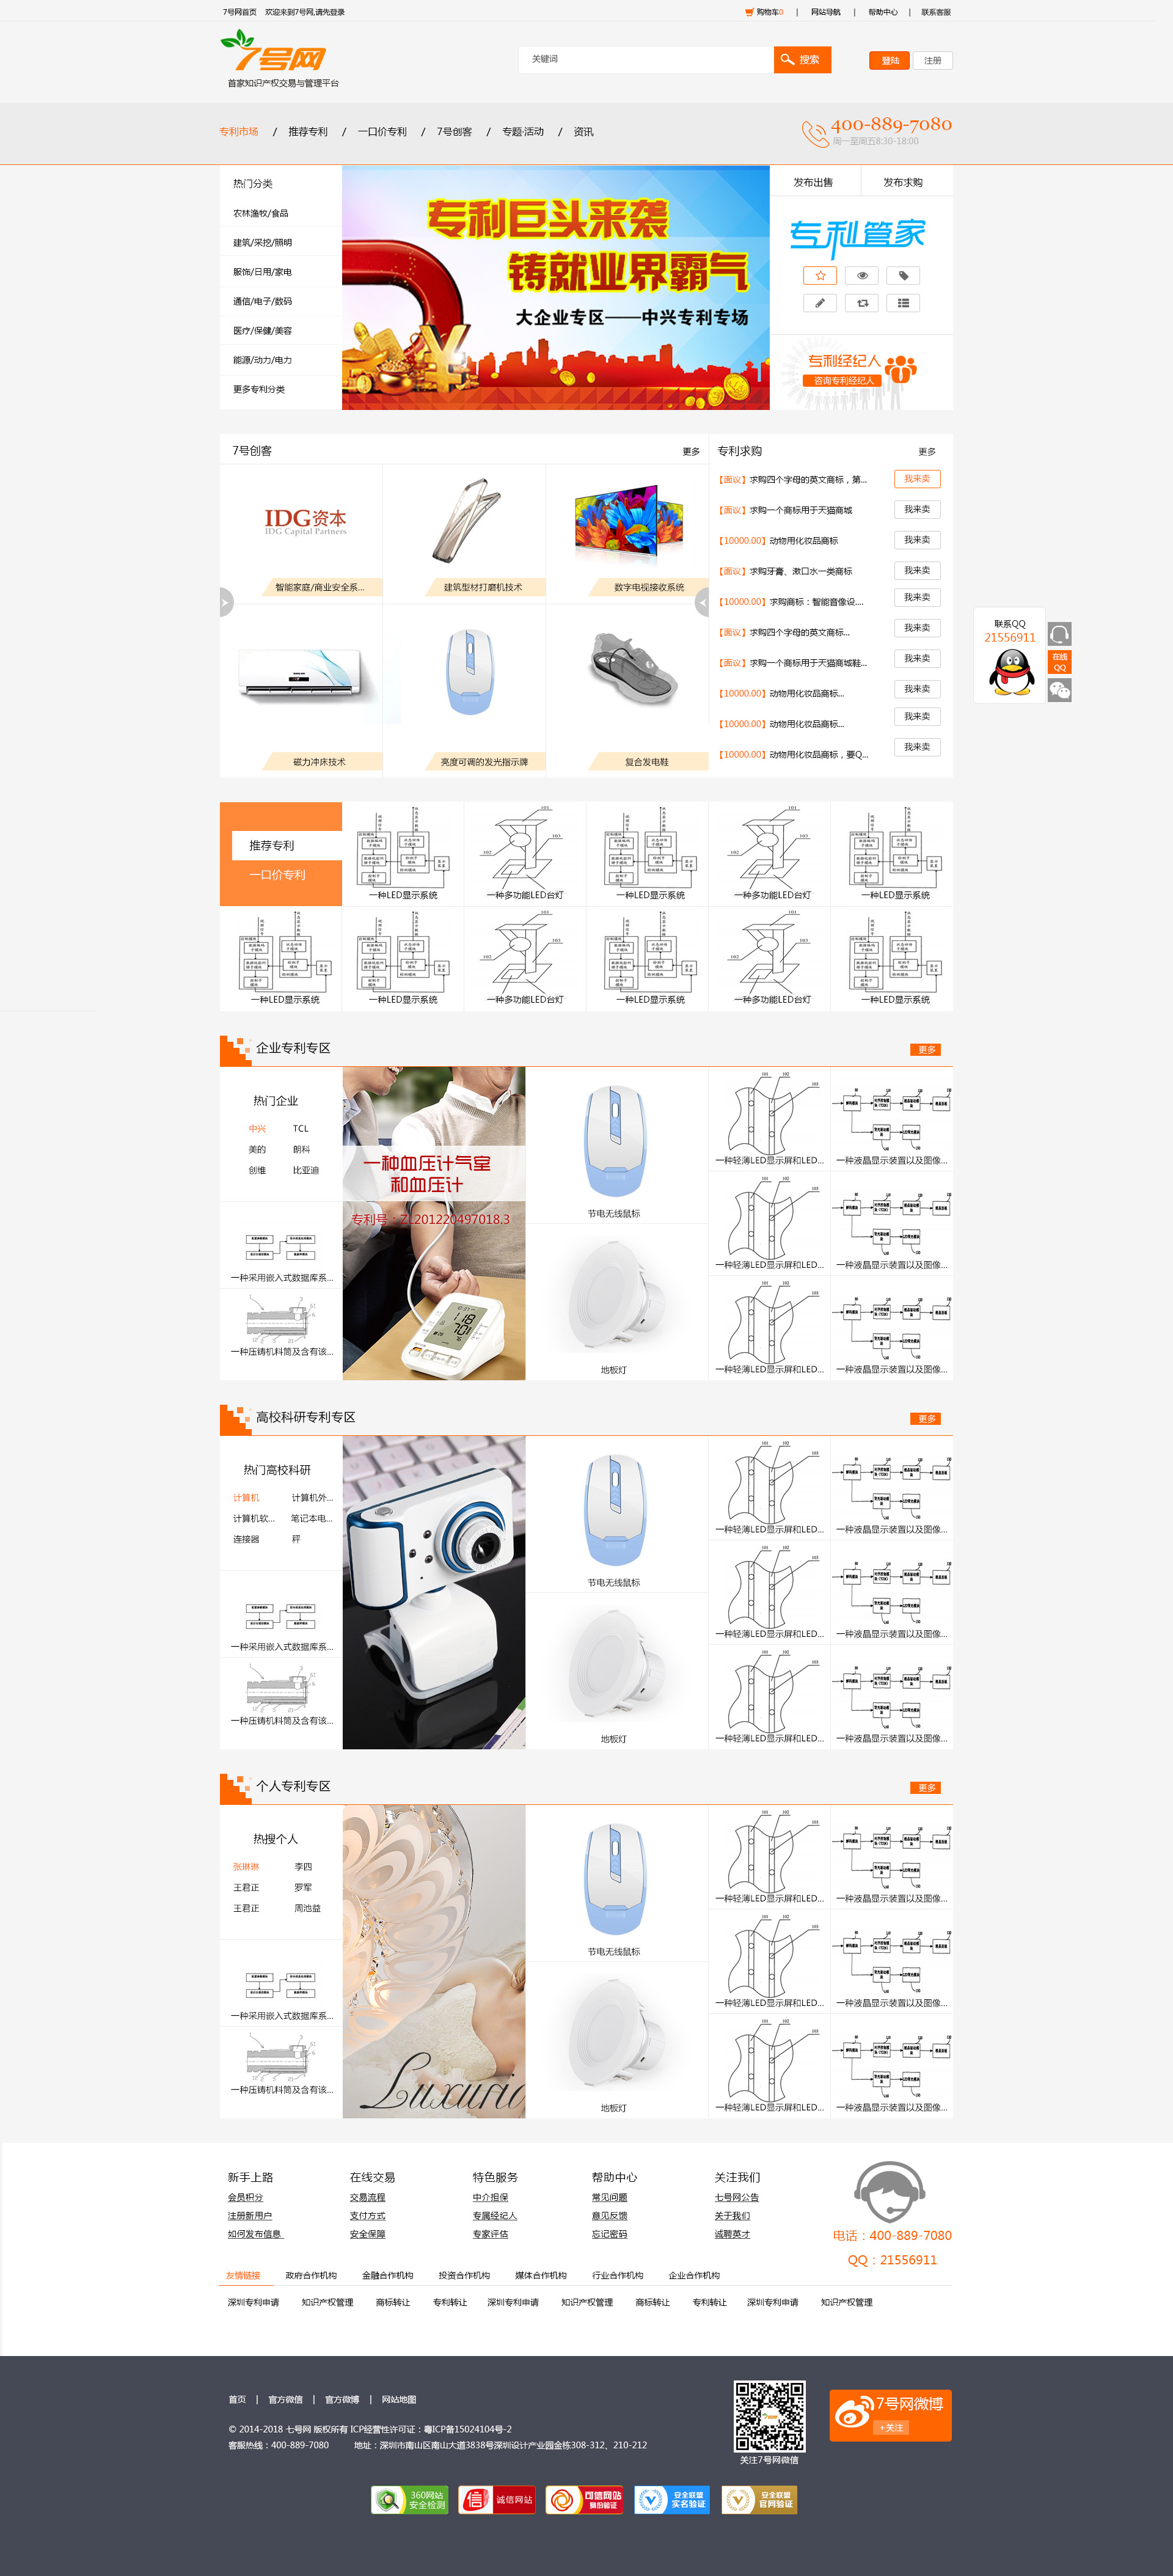 7号网首页 欢迎来到7号网,请先登录
购物车0 | 网站导航 | 帮助中心 | 联系客服
7号网
首家知识产权交易与管理平台
关键词
搜索
登陆
注册
专利市场 / 推荐专利 / 一口价专利 / 7号创客 / 专题·活动 / 资讯
400-889-7080
周一至周五8:30-18:00
热门分类
农林渔牧/食品
建筑/采挖/照明
服饰/日用/家电
通信/电子/数码
医疗/保健/美容
能源/动力/电力
更多专利分类
专利巨头来袭
铸就业界霸气
大企业专区——中兴专利专场
发布出售 发布求购
专利管家
专利经纪人
咨询专利经纪人
7号创客 更多
IDG资本
IDG Capital Partners
智能家庭/商业安全系...
建筑型材打磨机技术
数字电视接收系统
磁力冲床技术
亮度可调的发光指示牌
复合发电鞋
专利求购 更多
【面议】求购四个字母的英文商标，第... 我来卖
【面议】求购一个商标用于天猫商城 我来卖
【10000.00】动物用化妆品商标 我来卖
【面议】求购牙膏、漱口水一类商标 我来卖
【10000.00】求购商标：智能音像设.... 我来卖
【面议】求购四个字母的英文商标... 我来卖
【面议】求购一个商标用于天猫商城鞋... 我来卖
【10000.00】动物用化妆品商标... 我来卖
【10000.00】动物用化妆品商标... 我来卖
【10000.00】动物用化妆品商标，要Q... 我来卖
联系QQ
21556911
在线
QQ
推荐专利
一口价专利
一种LED显示系统 一种多功能LED台灯 一种LED显示系统 一种多功能LED台灯 一种LED显示系统
一种LED显示系统 一种LED显示系统 一种多功能LED台灯 一种LED显示系统 一种多功能LED台灯 一种LED显示系统
企业专利专区 更多
热门企业
中兴 TCL
美的 朗科
创维 比亚迪
一种采用嵌入式数据库系...
一种压铸机料筒及含有该...
一种血压计气室
和血压计
专利号：ZL201220497018.3
节电无线鼠标
地板灯
一种轻薄LED显示屏和LED... 一种液晶显示装置以及图像...
一种轻薄LED显示屏和LED... 一种液晶显示装置以及图像...
一种轻薄LED显示屏和LED... 一种液晶显示装置以及图像...
高校科研专利专区 更多
热门高校科研
计算机 计算机外...
计算机软... 笔记本电...
连接器 秤
一种采用嵌入式数据库系...
一种压铸机料筒及含有该...
节电无线鼠标
地板灯
一种轻薄LED显示屏和LED... 一种液晶显示装置以及图像...
一种轻薄LED显示屏和LED... 一种液晶显示装置以及图像...
一种轻薄LED显示屏和LED... 一种液晶显示装置以及图像...
个人专利专区 更多
热搜个人
张琳琳 李四
王君正 罗军
王君正 周池益
一种采用嵌入式数据库系...
一种压铸机料筒及含有该...
Luxuria
节电无线鼠标
地板灯
一种轻薄LED显示屏和LED... 一种液晶显示装置以及图像...
一种轻薄LED显示屏和LED... 一种液晶显示装置以及图像...
一种轻薄LED显示屏和LED... 一种液晶显示装置以及图像...
新手上路 在线交易 特色服务 帮助中心 关注我们
会员积分 交易流程 中介担保 常见问题 七号网公告
注册新用户 支付方式 专属经纪人 意见反馈 关于我们
如何发布信息 安全保障 专家评估 忘记密码 诚聘英才
电话：400-889-7080
QQ：21556911
友情链接 政府合作机构 金融合作机构 投资合作机构 媒体合作机构 行业合作机构 企业合作机构
深圳专利申请 知识产权管理 商标转让 专利转让 深圳专利申请 知识产权管理 商标转让 专利转让 深圳专利申请 知识产权管理
首页 | 官方微信 | 官方微博 | 网站地图
© 2014-2018 七号网 版权所有 ICP经营性许可证：粤ICP备15024104号-2
客服热线：400-889-7080 地址：深圳市南山区南山大道3838号深圳设计产业园金栋308-312、210-212
关注7号网微信
7号网微博
+关注
360网站
安全检测
信 诚信网站
可信网站
身份验证
安全联盟
实名验证
安全联盟
官网验证